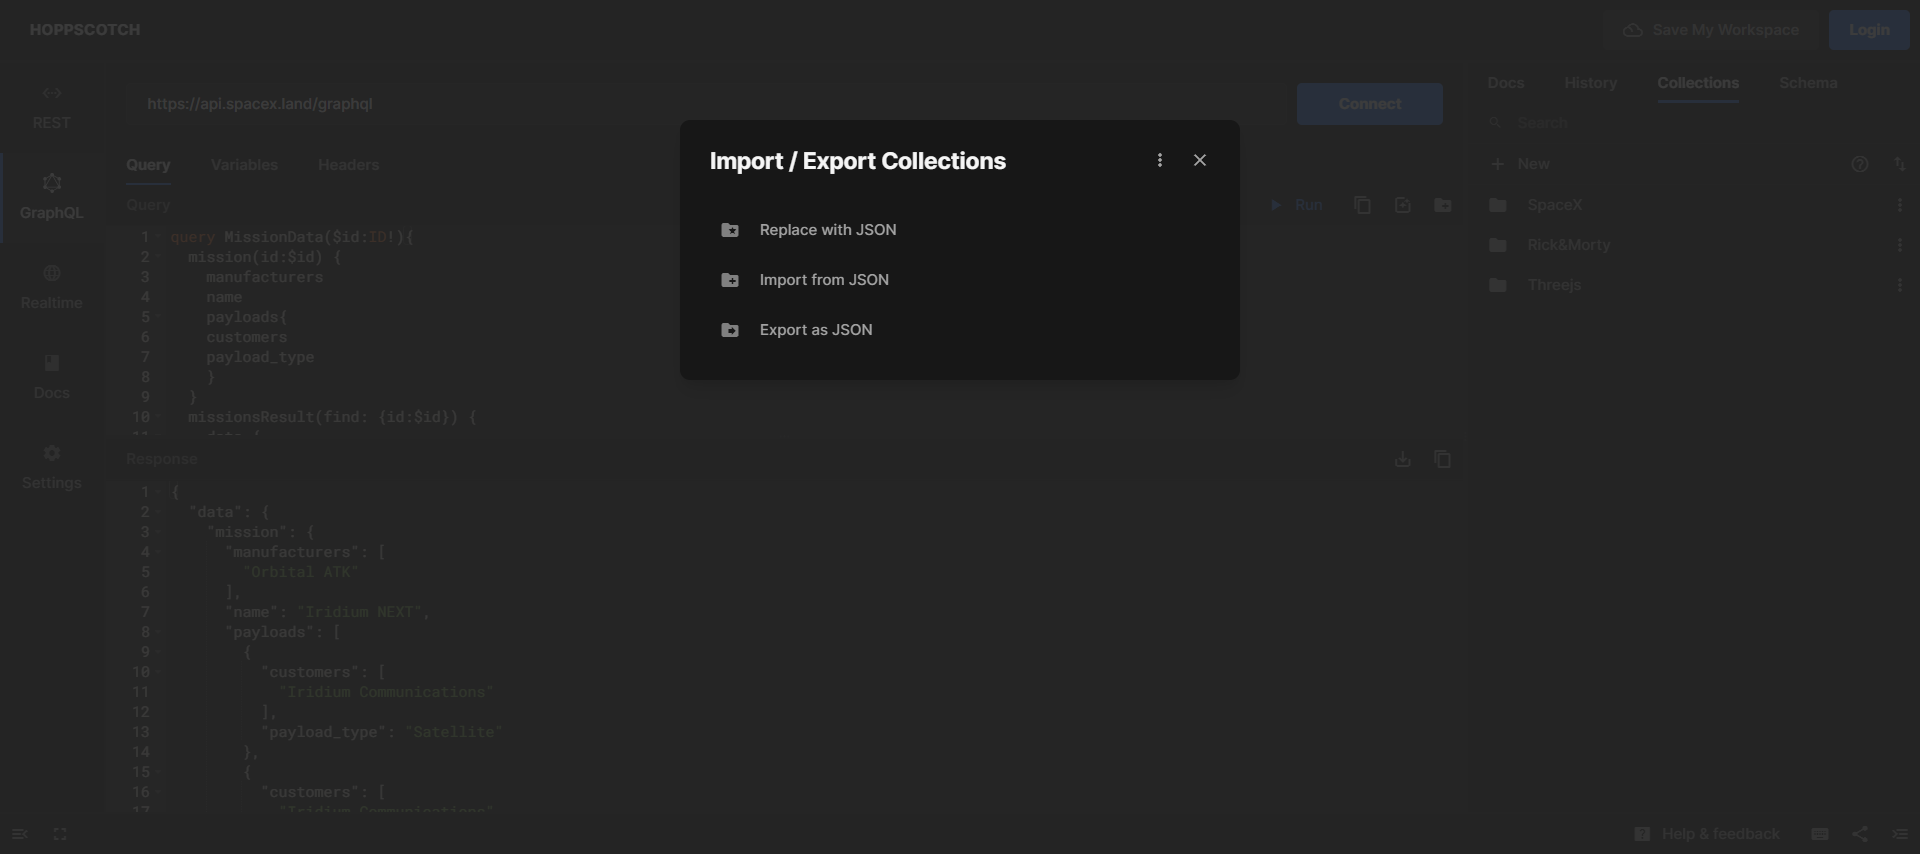 HOPPSCOTCH
Save My Workspace
Login
REST
GraphQL
Realtime
Docs
Settings
https://api.spacex.land/graphql
Connect
Query
Variables
Headers
Query
Run
1 query MissionData($id:ID!){
2 mission(id:$id) {
3 manufacturers
4 name
5 payloads{
6 customers
7 payload_type
8 }
9 }
10 missionsResult(find: {id:$id}) {
11 data {
Response
1 {
2 "data": {
3 "mission": {
4 "manufacturers": [
5 "Orbital ATK"
6 ],
7 "name": "Iridium NEXT",
8 "payloads": [
9 {
10 "customers": [
11 "Iridium Communications"
12 ],
13 "payload_type": "Satellite"
14 },
15 {
16 "customers": [
17 "Iridium Communications"
Import / Export Collections
Replace with JSON
Import from JSON
Export as JSON
Docs
History
Collections
Schema
Search
New
SpaceX
Rick&Morty
Threejs
Help & feedback